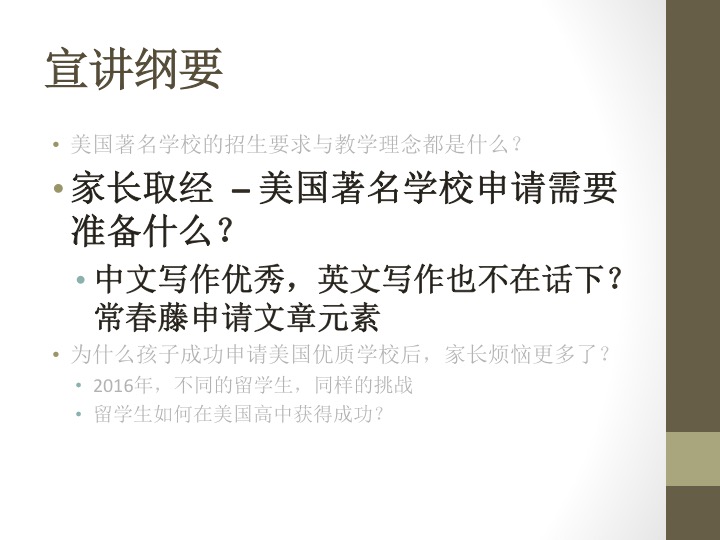 宣讲纲要
• 美国著名学校的招生要求与教学理念都是什么？
• 家长取经 – 美国著名学校申请需要
准备什么？
• 中文写作优秀，英文写作也不在话下？
常春藤申请文章元素
• 为什么孩子成功申请美国优质学校后，家长烦恼更多了？
• 2016年，不同的留学生，同样的挑战
• 留学生如何在美国高中获得成功？